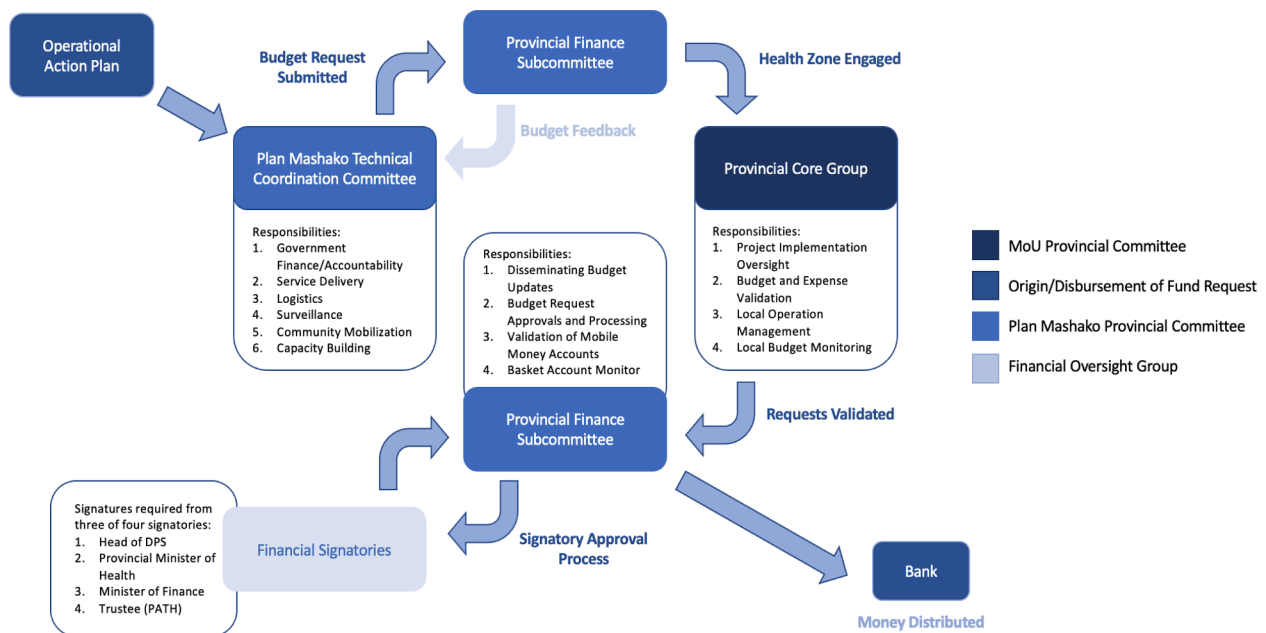 Operational
Action Plan
Budget Request
Submitted
Provincial Finance
Subcommittee
Health Zone Engaged
Budget Feedback
Plan Mashako Technical
Coordination Committee
Responsibilities:
1. Government
Finance/Accountability
2. Service Delivery
3. Logistics
4. Surveillance
5. Community Mobilization
6. Capacity Building
Provincial Core Group
Responsibilities:
1. Project Implementation
Oversight
2. Budget and Expense
Validation
3. Local Operation
Management
4. Local Budget Monitoring
Responsibilities:
1. Disseminating Budget
Updates
2. Budget Request
Approvals and Processing
3. Validation of Mobile
Money Accounts
4. Basket Account Monitor
Provincial Finance
Subcommittee
Requests Validated
Signatures required from
three of four signatories:
1. Head of DPS
2. Provincial Minister of
Health
3. Minister of Finance
4. Trustee (PATH)
Financial Signatories
Signatory Approval
Process
Bank
Money Distributed
MoU Provincial Committee
Origin/Disbursement of Fund Request
Plan Mashako Provincial Committee
Financial Oversight Group